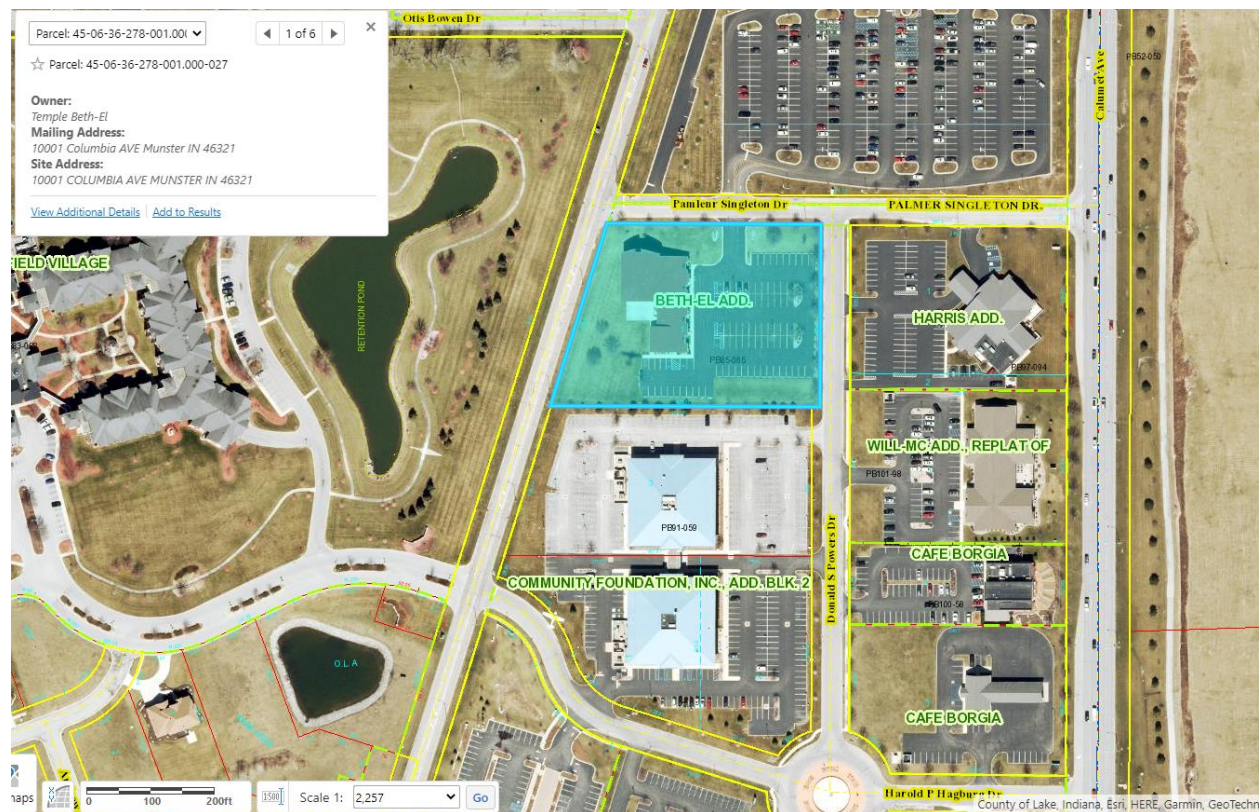 Otis Bowen Dr
Parcel: 45-06-36-278-001.00
1 of 6
Parcel: 45-06-36-278-001.000-027
Owner:
Temple Beth-El
Mailing Address:
10001 Columbia AVE Munster IN 46321
Site Address:
10001 COLUMBIA AVE MUNSTER IN 46321
View Additional Details
Add to Results
Calumet Ave
PB52-050
Pamlenr Singleton Dr
PALMER SINGLETON DR.
FIELD VILLAGE
RETENTION POND
BETH-EL ADD.
PB85-065
HARRIS ADD.
PB97-094
WILL-MC ADD., REPLAT OF
PB101-98
PB91-059
CAFE BORGIA
COMMUNITY FOUNDATION, INC., ADD. BLK. 2
Donald S Powers Dr
PB100-58
O.L.A
CAFE BORGIA
Harold P Hagburg Dr
maps
0 100 200ft
1:500
Scale 1:
2,257
Go
County of Lake, Indiana, Esri, HERE, Garmin, GeoTechn